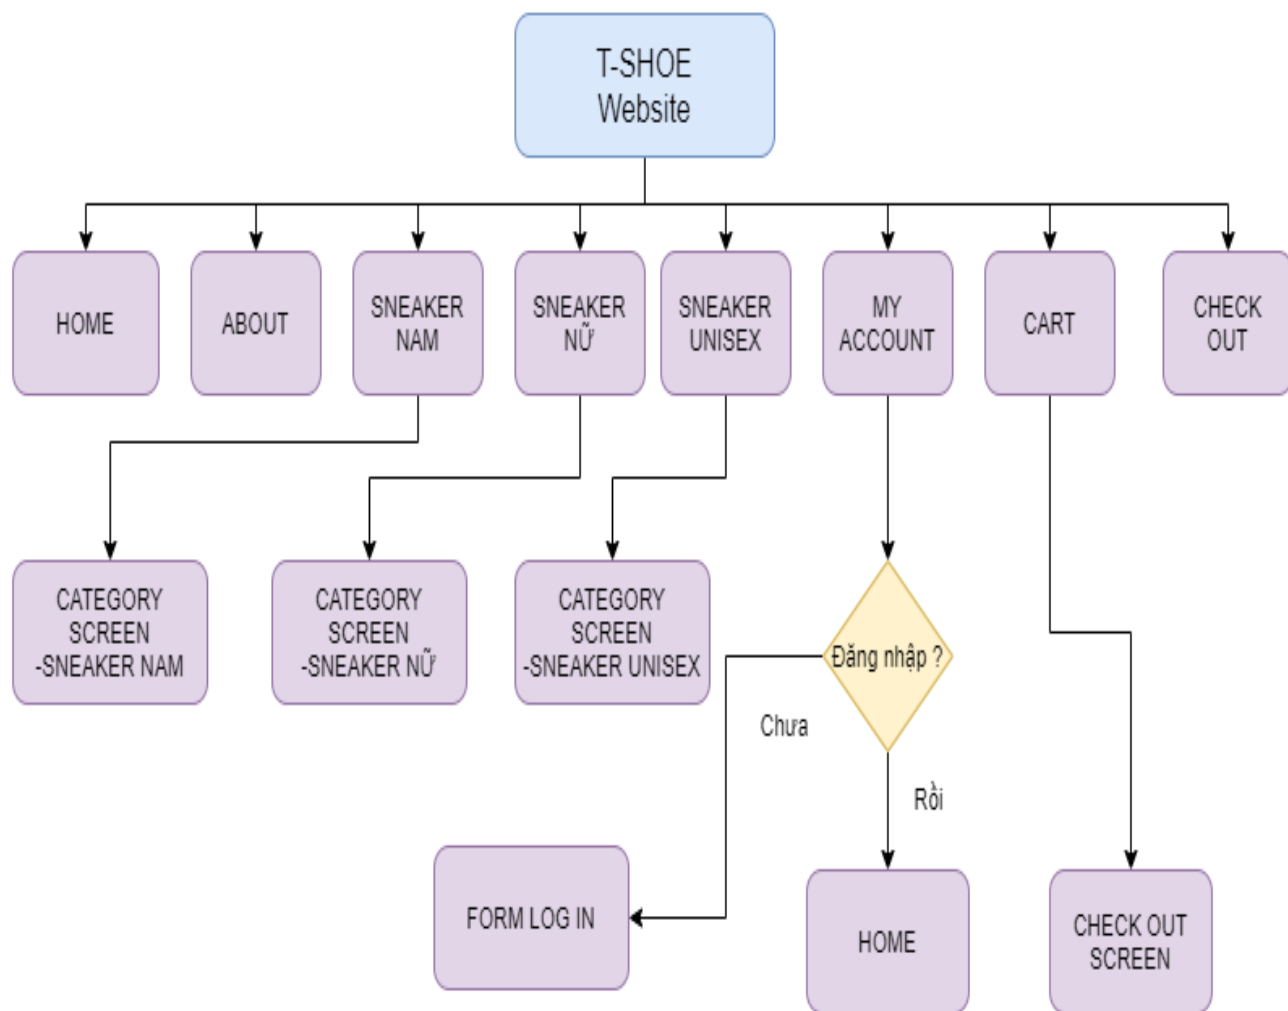 T-SHOE
Website
HOME
ABOUT
SNEAKER
NAM
SNEAKER
NỮ
SNEAKER
UNISEX
MY
ACCOUNT
CART
CHECK
OUT
CATEGORY
SCREEN
-SNEAKER NAM
CATEGORY
SCREEN
-SNEAKER NỮ
CATEGORY
SCREEN
-SNEAKER UNISEX
Đăng nhập ?
Chưa
Rồi
FORM LOG IN
HOME
CHECK OUT
SCREEN